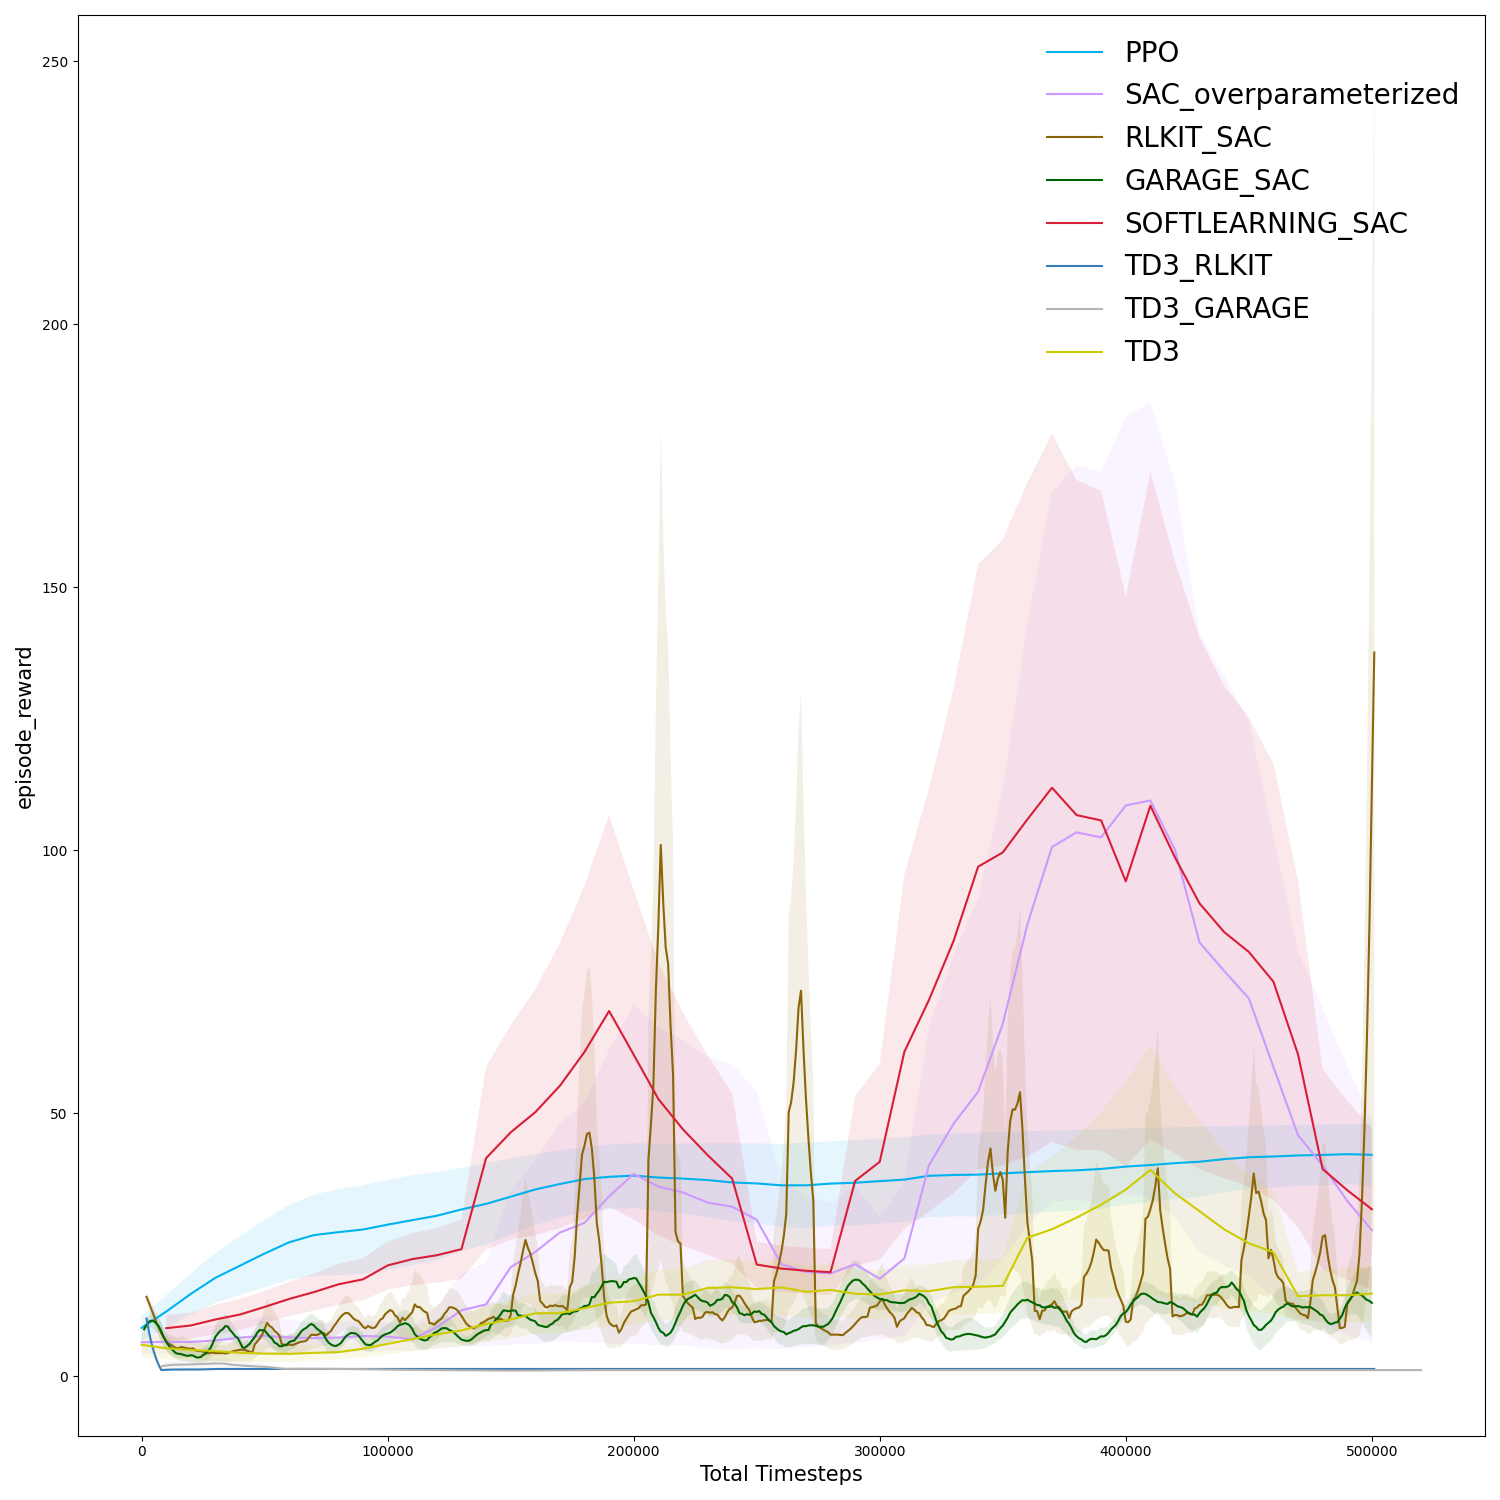 250
200
150
100
50
0
episode_reward
PPO
SAC_overparameterized
RLKIT_SAC
GARAGE_SAC
SOFTLEARNING_SAC
TD3_RLKIT
TD3_GARAGE
TD3
0 100000 200000 300000 400000 500000
Total Timesteps